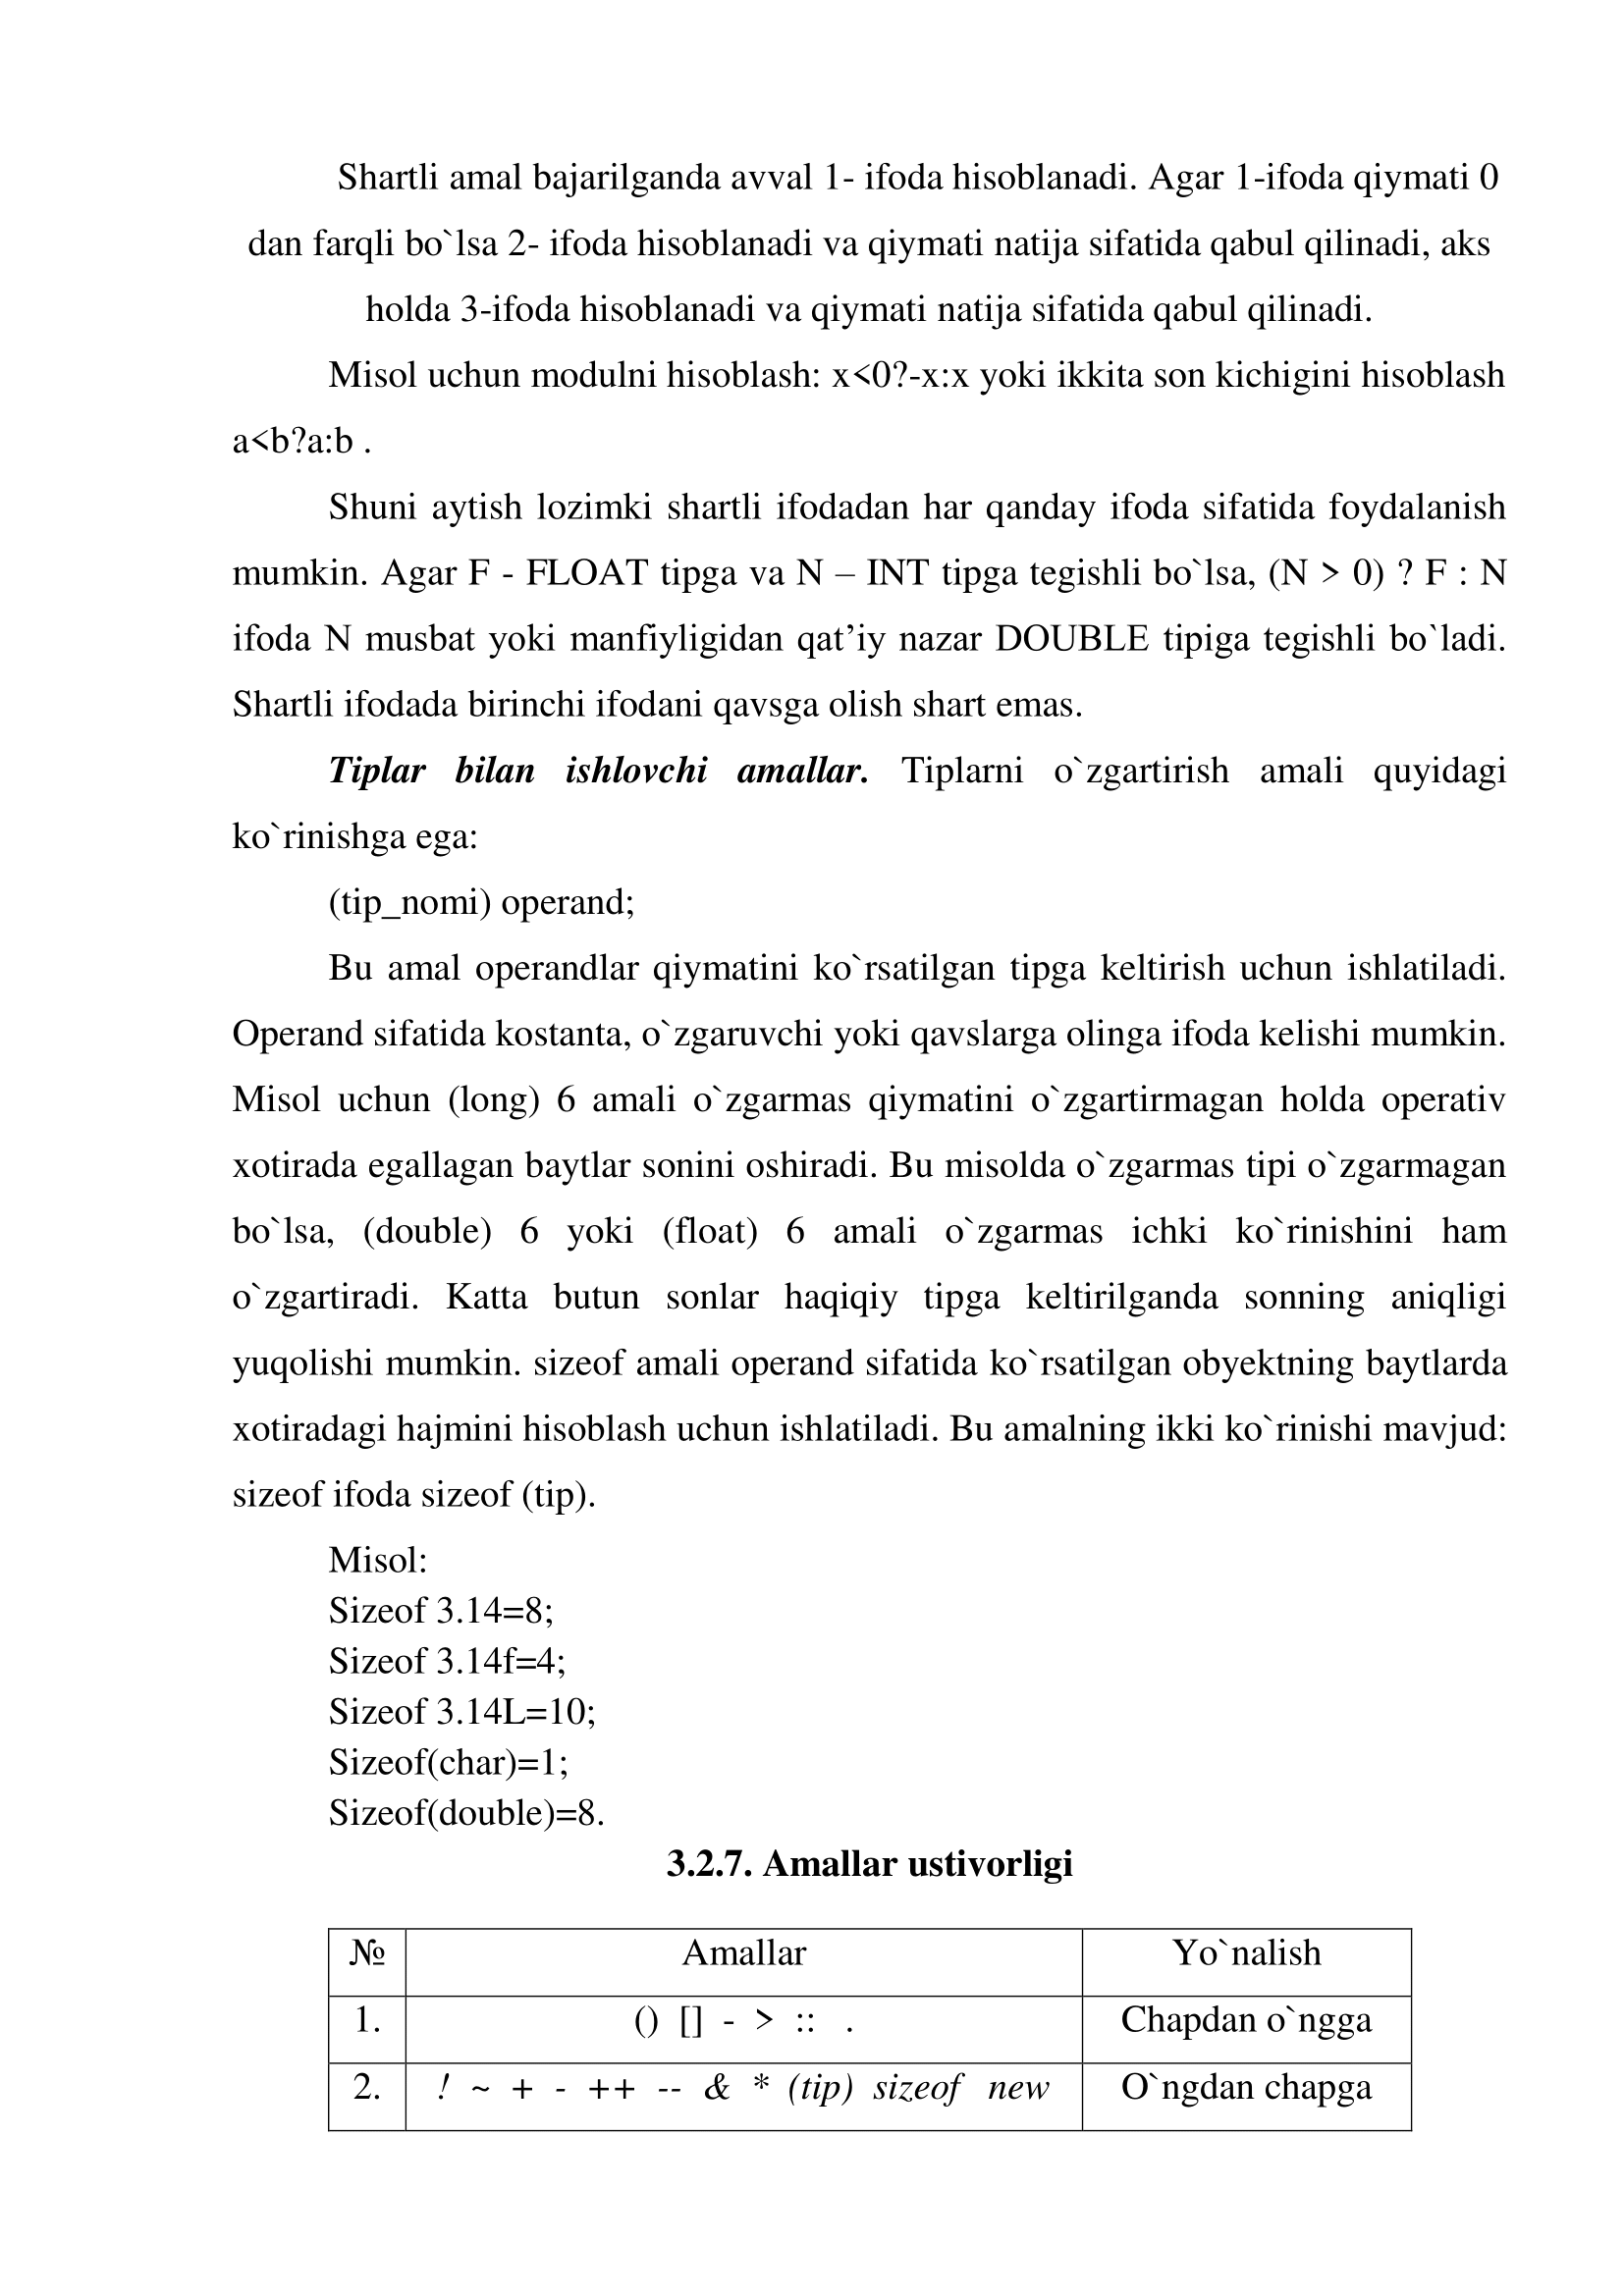 Shartli amal bajarilganda avval 1- ifoda hisoblanadi. Agar 1-ifoda qiymati 0
dan farqli bo`lsa 2- ifoda hisoblanadi va qiymati natija sifatida qabul qilinadi, aks
holda 3-ifoda hisoblanadi va qiymati natija sifatida qabul qilinadi.
Misol uchun modulni hisoblash: x<0?-x:x yoki ikkita son kichigini hisoblash
a<b?a:b .
Shuni aytish lozimki shartli ifodadan har qanday ifoda sifatida foydalanish
mumkin. Agar F - FLOAT tipga va N – INT tipga tegishli bo`lsa, (N > 0) ? F : N
ifoda N musbat yoki manfiyligidan qat’iy nazar DOUBLE tipiga tegishli bo`ladi.
Shartli ifodada birinchi ifodani qavsga olish shart emas.
Tiplar bilan ishlovchi amallar. Tiplarni o`zgartirish amali quyidagi
ko`rinishga ega:
(tip_nomi) operand;
Bu amal operandlar qiymatini ko`rsatilgan tipga keltirish uchun ishlatiladi.
Operand sifatida kostanta, o`zgaruvchi yoki qavslarga olinga ifoda kelishi mumkin.
Misol uchun (long) 6 amali o`zgarmas qiymatini o`zgartirmagan holda operativ
xotirada egallagan baytlar sonini oshiradi. Bu misolda o`zgarmas tipi o`zgarmagan
bo`lsa, (double) 6 yoki (float) 6 amali o`zgarmas ichki ko`rinishini ham
o`zgartiradi. Katta butun sonlar haqiqiy tipga keltirilganda sonning aniqligi
yuqolishi mumkin. sizeof amali operand sifatida ko`rsatilgan obyektning baytlarda
xotiradagi hajmini hisoblash uchun ishlatiladi. Bu amalning ikki ko`rinishi mavjud:
sizeof ifoda sizeof (tip).
Misol:
Sizeof 3.14=8;
Sizeof 3.14f=4;
Sizeof 3.14L=10;
Sizeof(char)=1;
Sizeof(double)=8.
3.2.7. Amallar ustivorligi
№ Amallar Yo`nalish
1. () [] - > :: . Chapdan o`ngga
2. ! ~ + - ++ -- & * (tip) sizeof new O`ngdan chapga